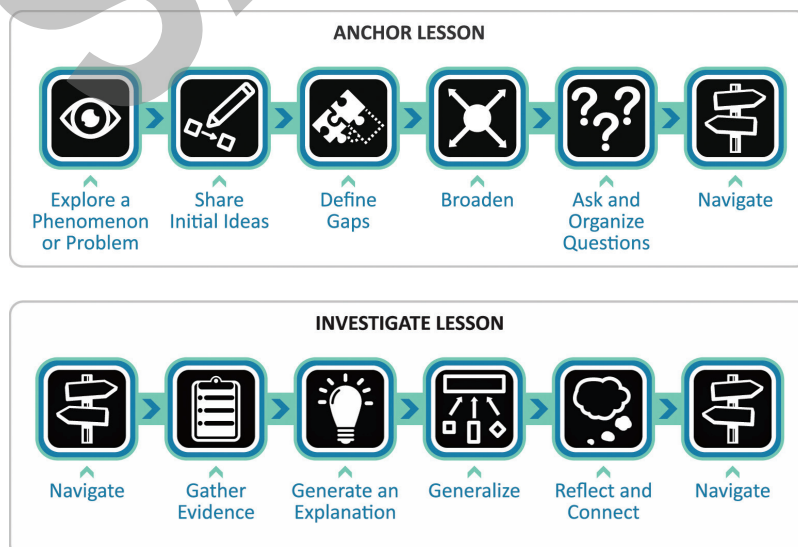 ANCHOR LESSON
Explore a
Phenomenon
or Problem
Share
Initial Ideas
Define
Gaps
Broaden
Ask and
Organize
Questions
Navigate
INVESTIGATE LESSON
Navigate
Gather
Evidence
Generate an
Explanation
Generalize
Reflect and
Connect
Navigate